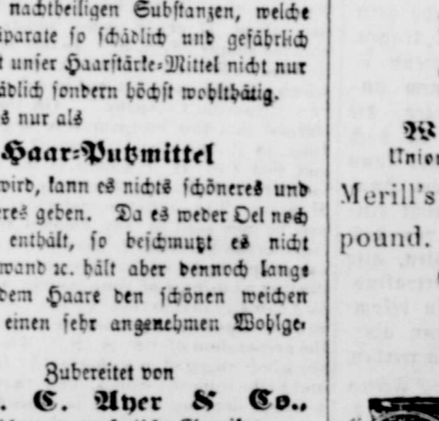 nachtheiligen Substanzen, welche
parate so schädlich und gefährlich
unser Haarstärke-Mittel nicht nur
ädlich sondern höchst wohlthätig.
s nur als
Haar-Putzmittel
wird, kann es nichts schöneres und
eres geben. Da es weder Oel noch
enthält, so beschmutzt es nicht
wand ꝛc. hält aber dennoch lange
dem Haare den schönen weichen
einen sehr angenehmen Wohlge-
Zubereitet von
. C. Ayer & Co.,
W
Union
Merill's
pound.